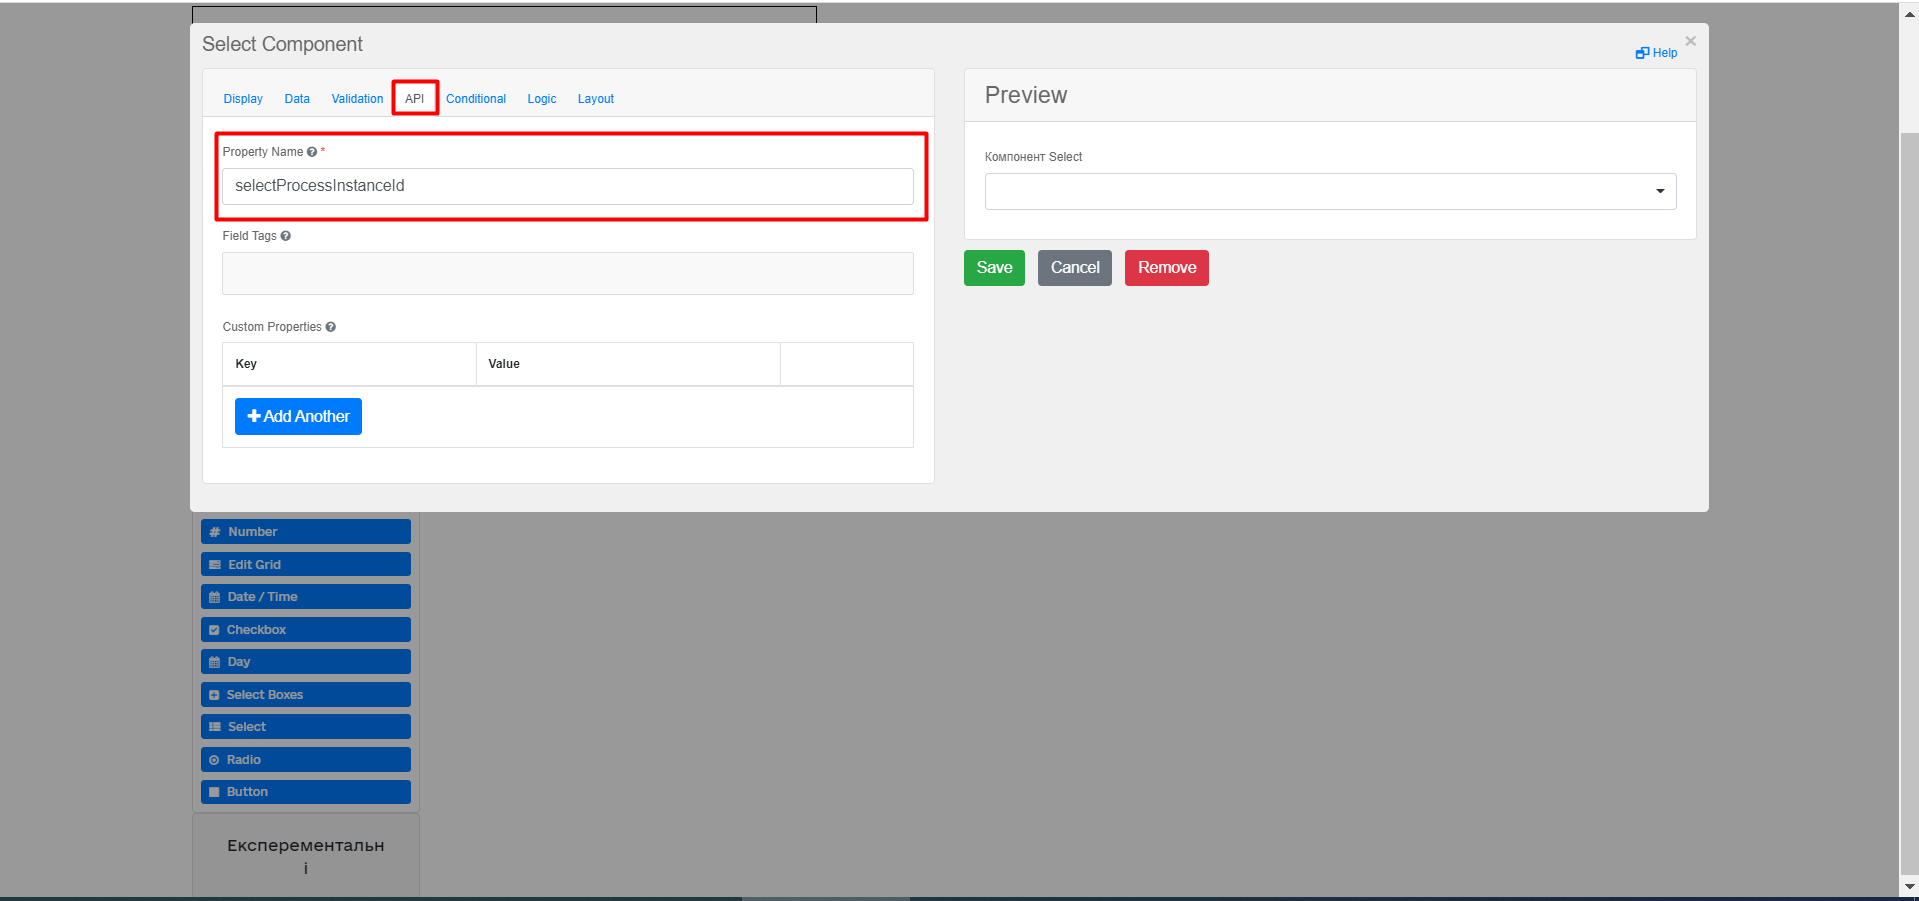 Select Component
Help
Display Data Validation API Conditional Logic Layout
Property Name *
selectProcessInstanceId
Field Tags
Custom Properties
Key Value
Add Another
Preview
Компонент Select
Save Cancel Remove
Number
Edit Grid
Date / Time
Checkbox
Day
Select Boxes
Select
Radio
Button
Експерементальн
і